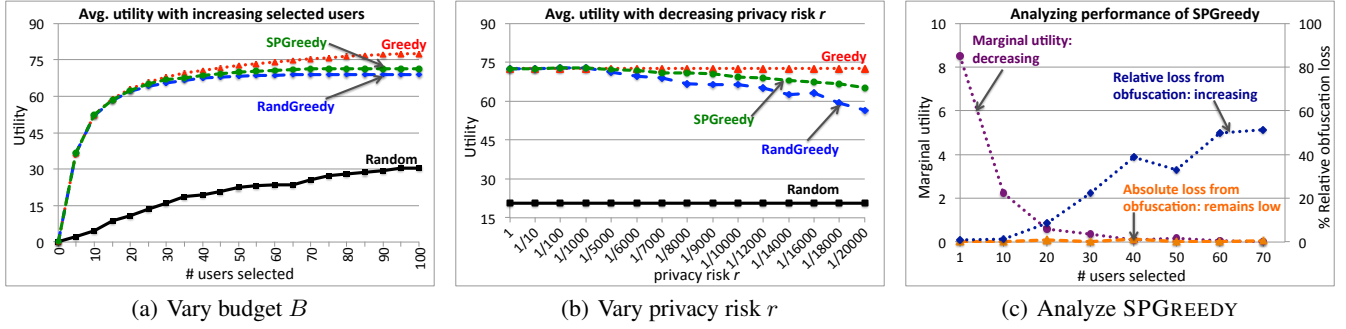 Avg. utility with increasing selected users
90
75
60
45
30
15
0
Utility
SPGreedy
Greedy
RandGreedy
Random
0
10
20
30
40
50
60
70
80
90
100
# users selected
(a) Vary budget B
Avg. utility with decreasing privacy risk r
90
75
60
45
30
15
Utility
Greedy
SPGreedy
RandGreedy
Random
1
1/10
1/100
1/1000
1/5000
1/6000
1/7000
1/8000
1/9000
1/10000
1/12000
1/14000
1/16000
1/18000
1/20000
privacy risk r
(b) Vary privacy risk r
Analyzing performance of SPGreedy
10
8
6
4
2
0
Marginal utility
Marginal utility:
decreasing
Relative loss from
obfuscation: increasing
Absolute loss from
obfuscation: remains low
100
80
60
40
20
0
% Relative obfuscation loss
1
10
20
30
40
50
60
70
# users selected
(c) Analyze SPGREEDY